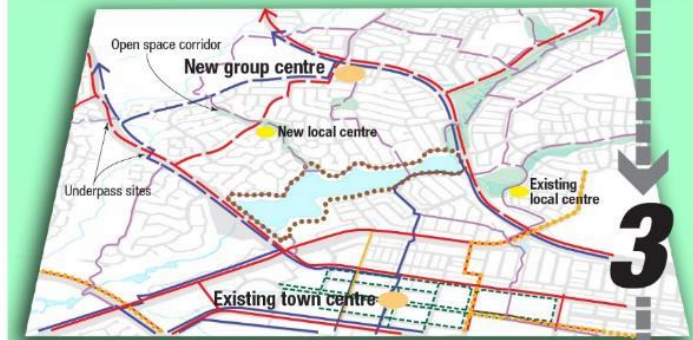 Open space corridor
New group centre
New local centre
Underpass sites
Existing
local centre
3
Existing town centre